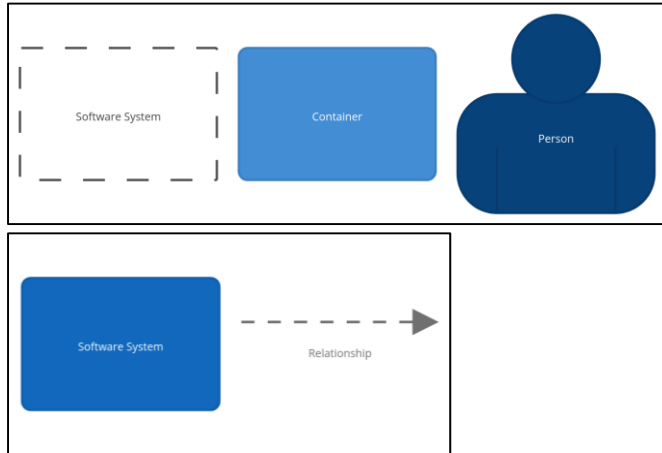 Software System
Container
Person
Software System
Relationship